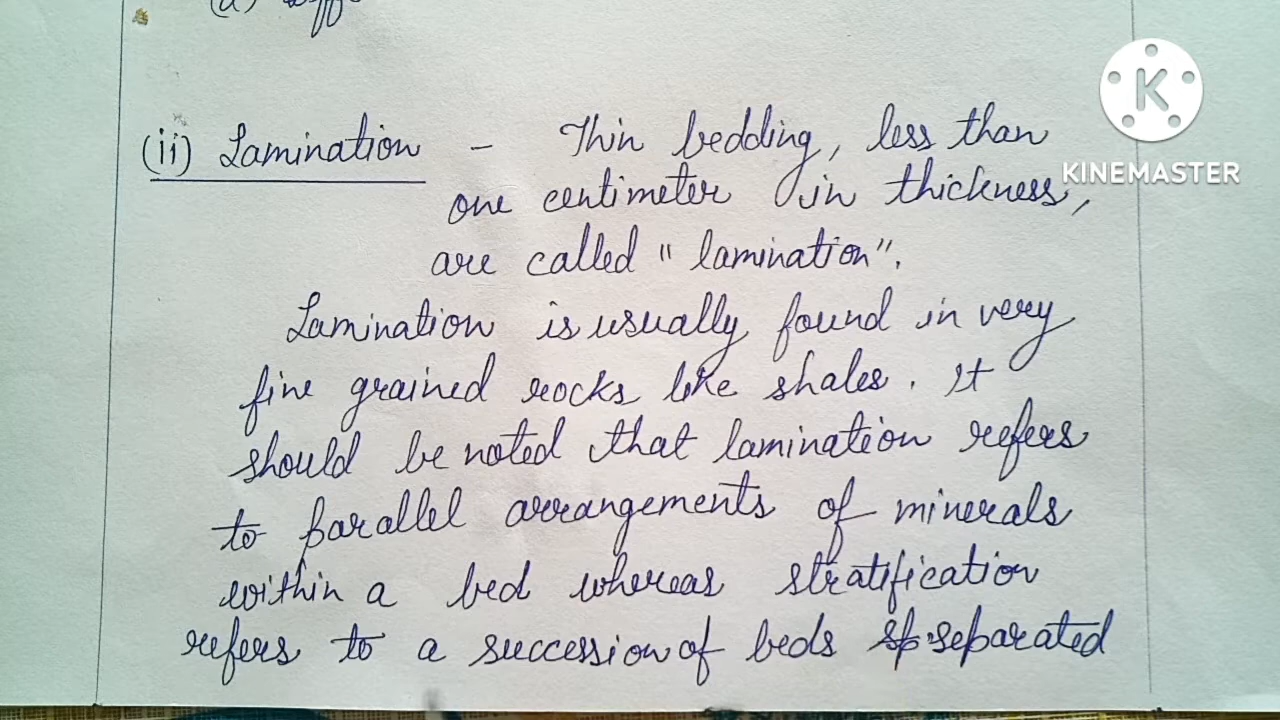 (ii) Lamination - Thin bedding, less than
one centimeter in thickness,
are called "lamination".
Lamination is usually found in very
fine grained rocks like shales. It
should be noted that lamination refers
to parallel arrangements of minerals
within a bed whereas stratification
refers to a succession of beds separated
K
KINEMASTER